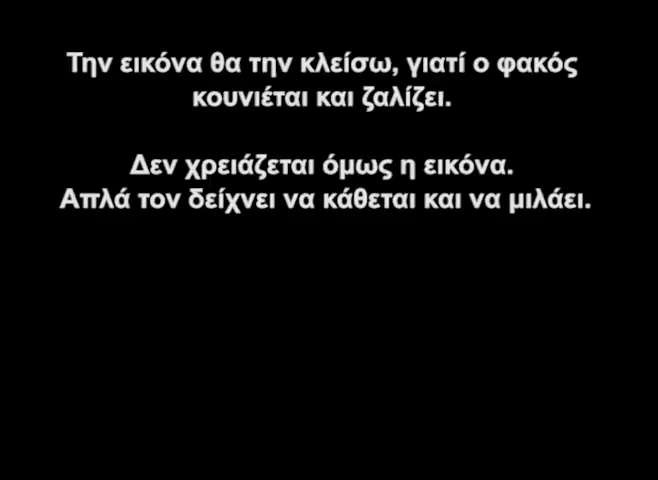 Την εικόνα θα την κλείσω, γιατί ο φακός
κουνιέται και ζαλίζει.
Δεν χρειάζεται όμως η εικόνα.
Απλά τον δείχνει να κάθεται και να μιλάει.